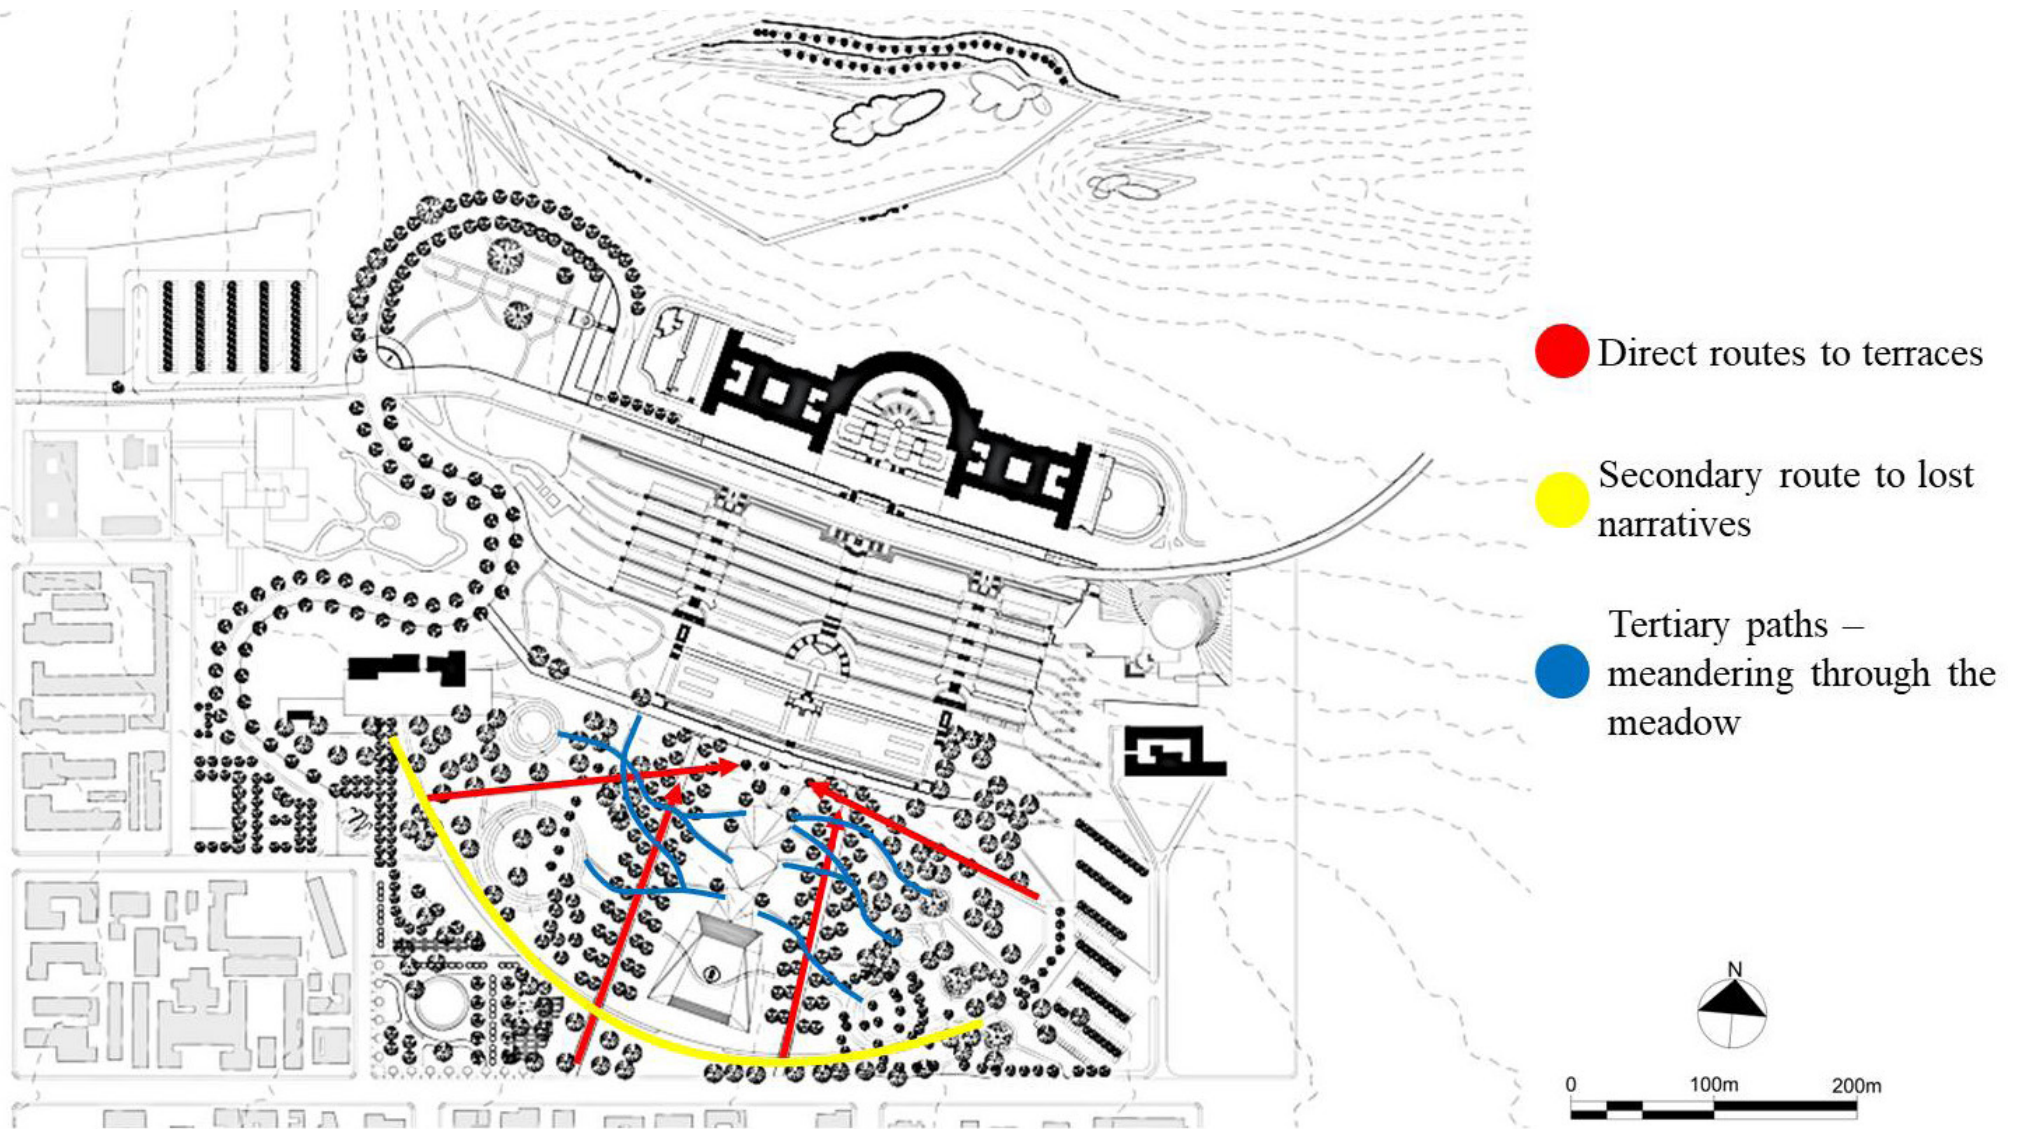 Direct routes to terraces
Secondary route to lost
narratives
Tertiary paths –
meandering through the
meadow
N
0 100m 200m